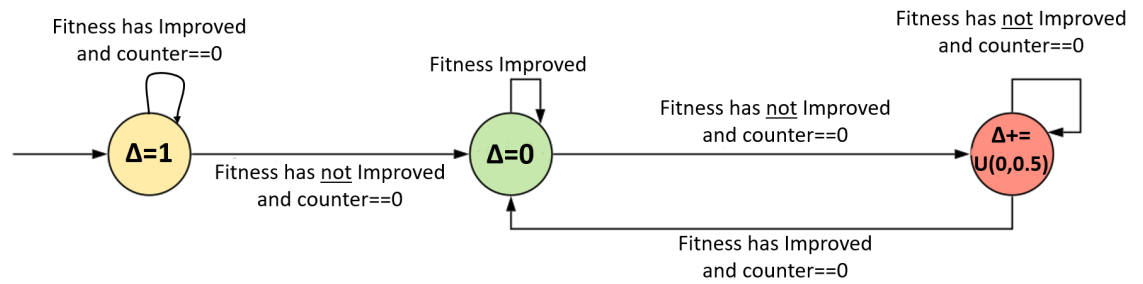 Fitness has Improved
and counter==0
Δ=1
Fitness has not Improved
and counter==0
Fitness Improved
Δ=0
Fitness has not Improved
and counter==0
Fitness has not Improved
and counter==0
Δ+=
U(0,0.5)
Fitness has Improved
and counter==0